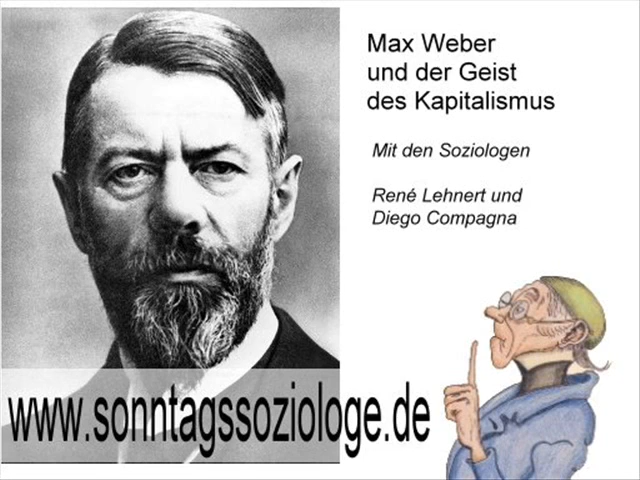 Max Weber
und der Geist
des Kapitalismus
Mit den Soziologen
René Lehnert und
Diego Compagna
www.sonntagssoziologe.de